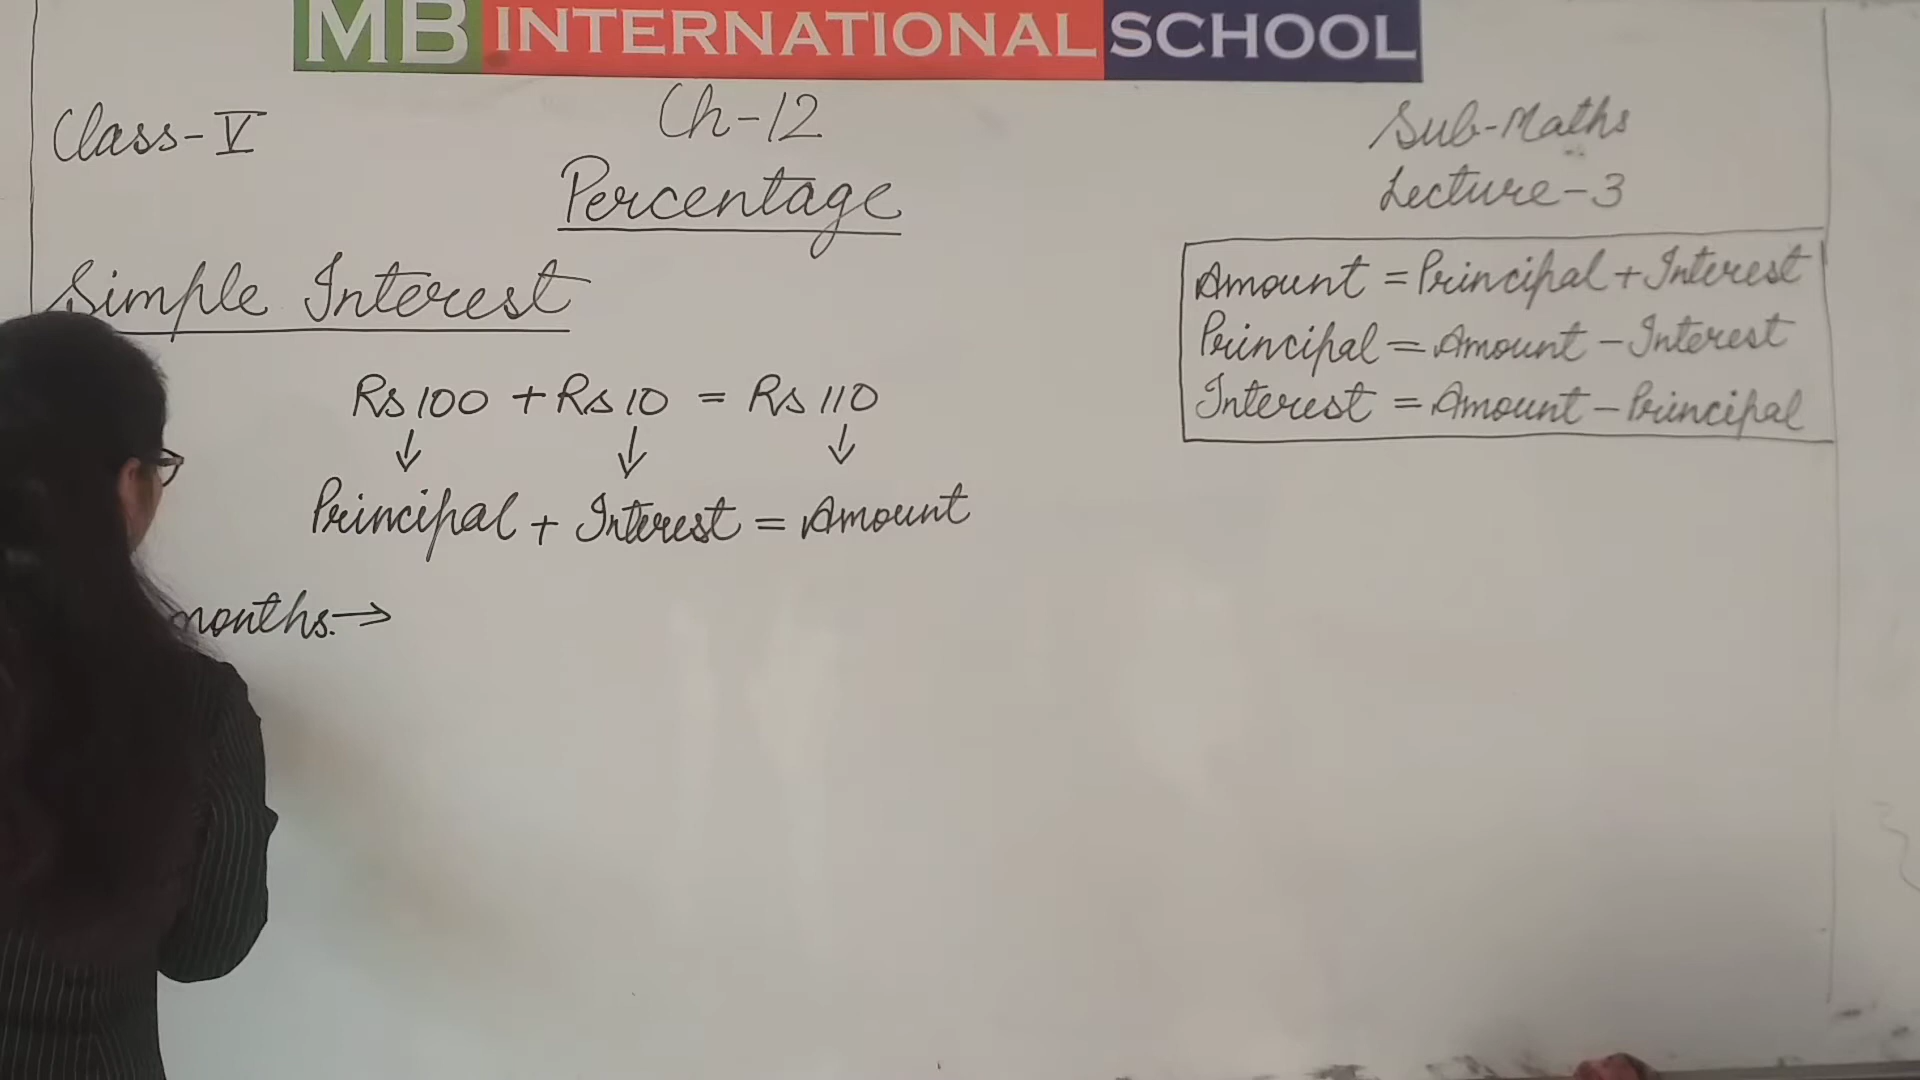 MB INTERNATIONAL SCHOOL
Class-V
Ch-12
Sub-Maths
Percentage
Lecture-3
Simple Interest
Amount = Principal + Interest
Principal = Amount - Interest
Interest = Amount - Principal
Rs 100 + Rs 10 = Rs 110
↓ ↓ ↓
Principal + Interest = Amount
months. →